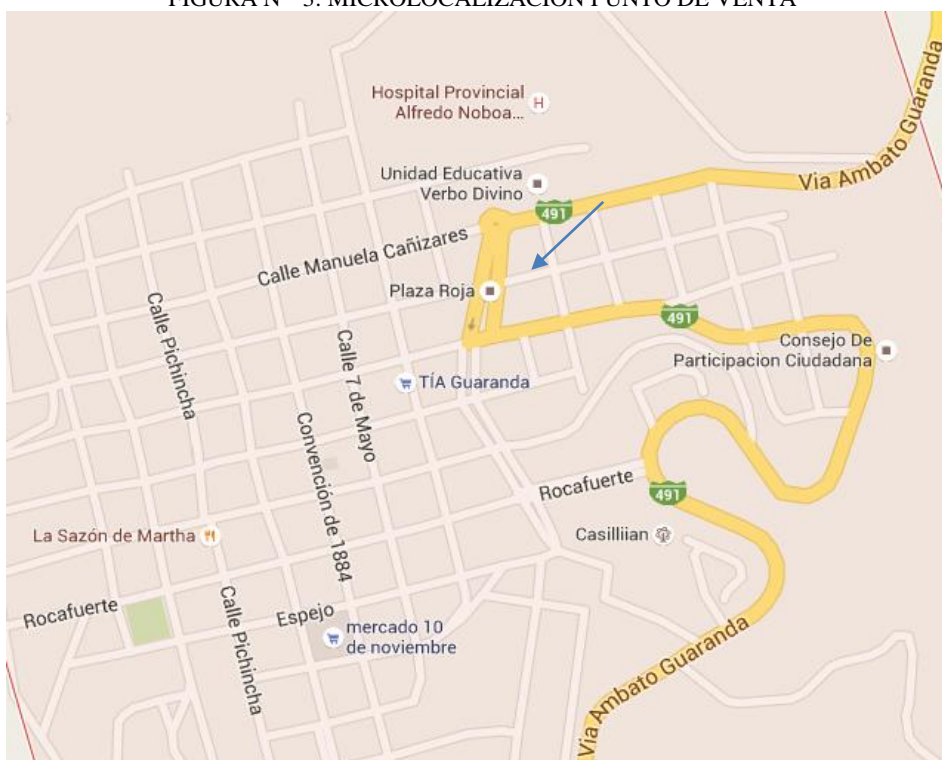 FIGURA N° 3: MICROLOCALIZACIÓN PUNTO DE VENTA
Hospital Provincial
Alfredo Noboa...
H
Unidad Educativa
Verbo Divino
Via Ambato Guaranda
491
Calle Manuela Cañizares
Plaza Roja
491
Consejo De
Participacion Ciudadana
Calle Pichincha
Calle 7 de Mayo
TÍA Guaranda
Convención de 1884
Rocafuerte
491
La Sazón de Martha
Casilliian
Rocafuerte
Calle Pichincha
Espejo
mercado 10
de noviembre
Via Ambato Guaranda